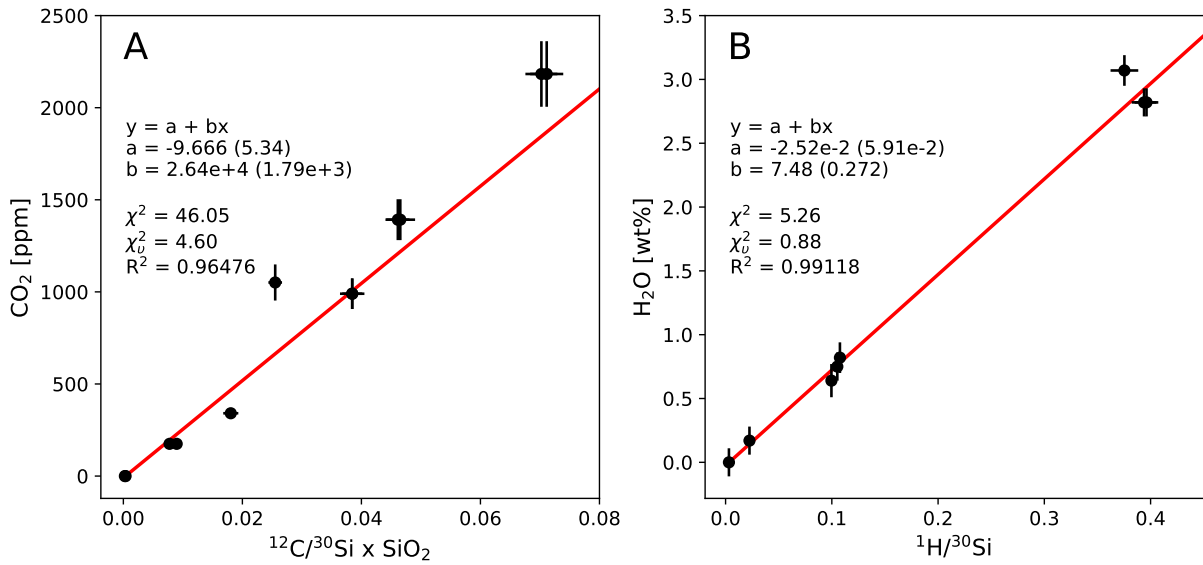 A
y = a + bx
a = -9.666 (5.34)
b = 2.64e+4 (1.79e+3)
χ² = 46.05
χ²ᵥ = 4.60
R² = 0.96476
2500
2000
1500
1000
500
0
CO₂ [ppm]
0.00 0.02 0.04 0.06 0.08
¹²C/³⁰Si x SiO₂
B
y = a + bx
a = -2.52e-2 (5.91e-2)
b = 7.48 (0.272)
χ² = 5.26
χ²ᵥ = 0.88
R² = 0.99118
3.5
3.0
2.5
2.0
1.5
1.0
0.5
0.0
H₂O [wt%]
0.0 0.1 0.2 0.3 0.4
¹H/³⁰Si